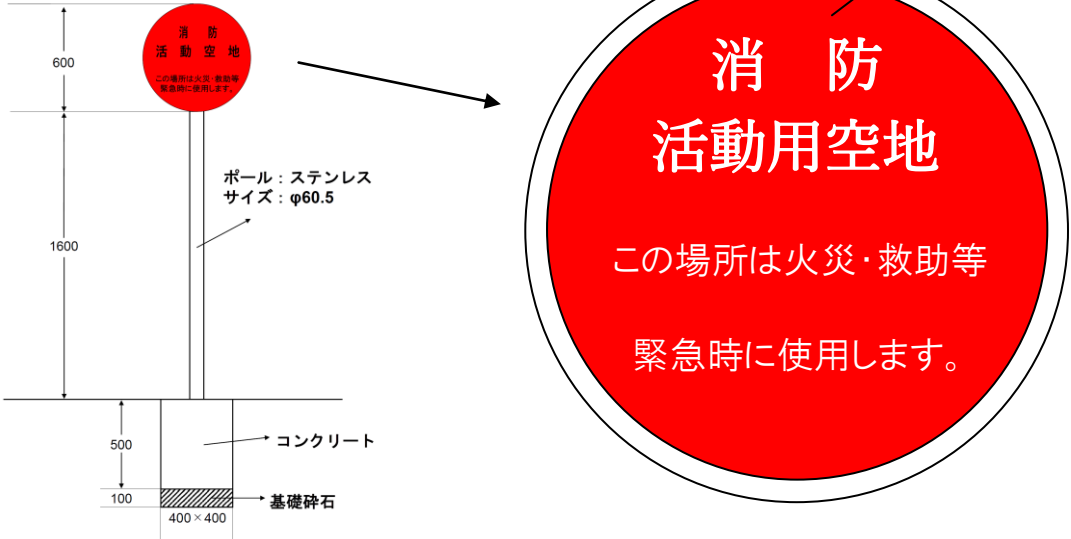 消 防
活 動 空 地
この場所は火災・救助等
緊急時に使用します。
600
1600
ポール：ステンレス
サイズ：φ60.5
500
コンクリート
100
基礎砕石
400×400
消 防
活動用空地
この場所は火災・救助等
緊急時に使用します。